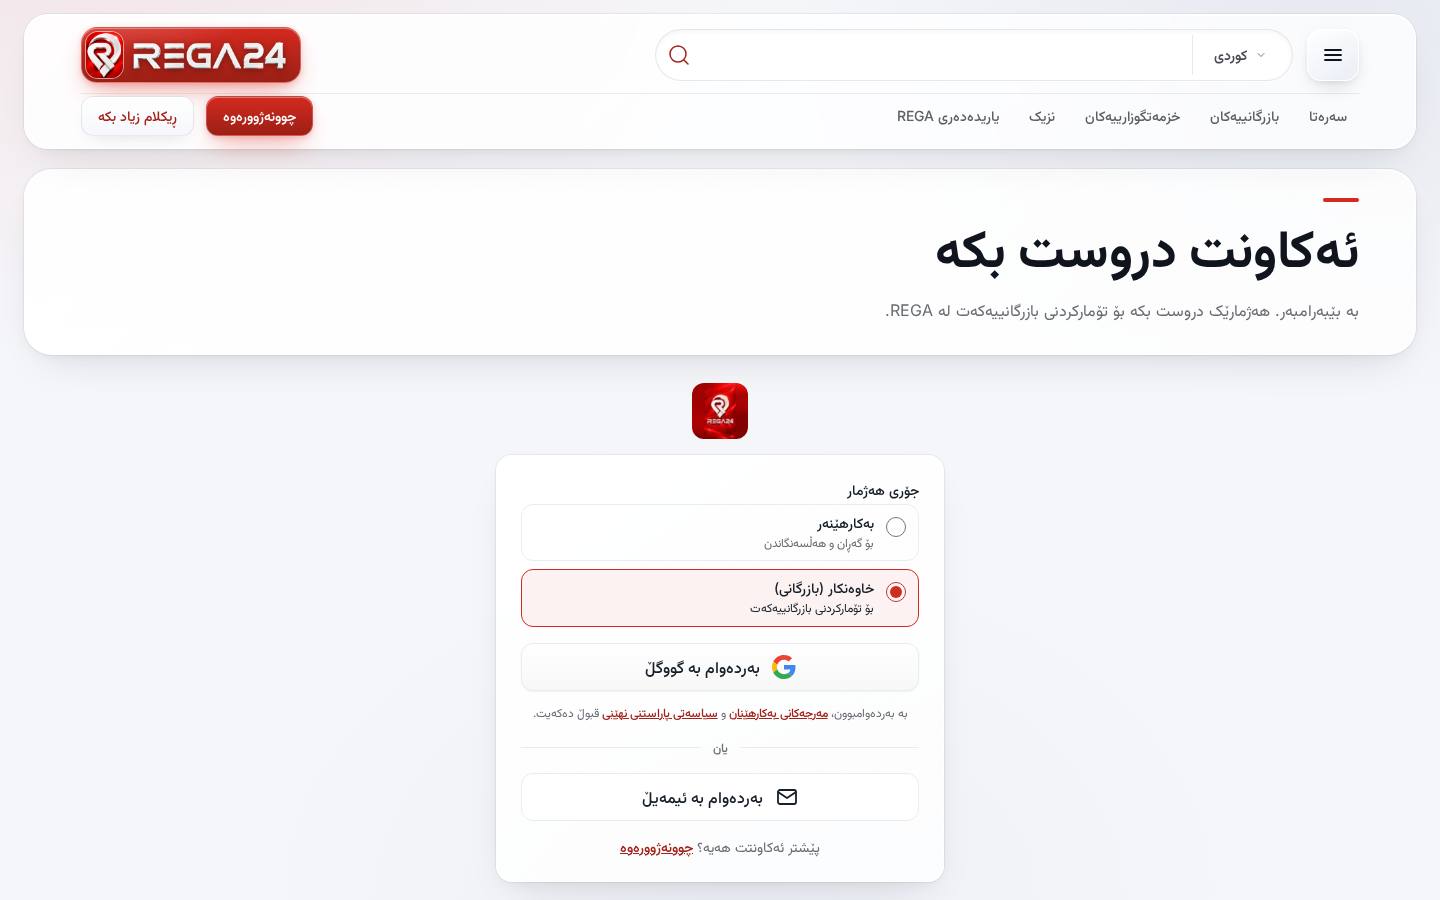 کوردی
REGA24
سەرەتا
بازرگانییەکان
خزمەتگوزارییەکان
نزیک
یاریدەدەری REGA
چوونەژوورەوە
ڕیکلام زیاد بکە
ئەکاونت دروست بکە
بە بێبەرامبەر. هەژمارێک دروست بکە بۆ تۆمارکردنی بازرگانییەکەت لە REGA.
REGA24
جۆری هەژمار
بەکارهێنەر
بۆ گەڕان و هەڵسەنگاندن
خاوەنکار (بازرگانی)
بۆ تۆمارکردنی بازرگانییەکەت
بەردەوام بە گووگڵ
بە بەردەوامبوون، مەرجەکانی بەکارهێنان و سیاسەتی پاراستنی نهێنی قبوڵ دەکەیت.
یان
بەردەوام بە ئیمەیڵ
پێشتر ئەکاونتت هەیە؟ چوونەژوورەوە